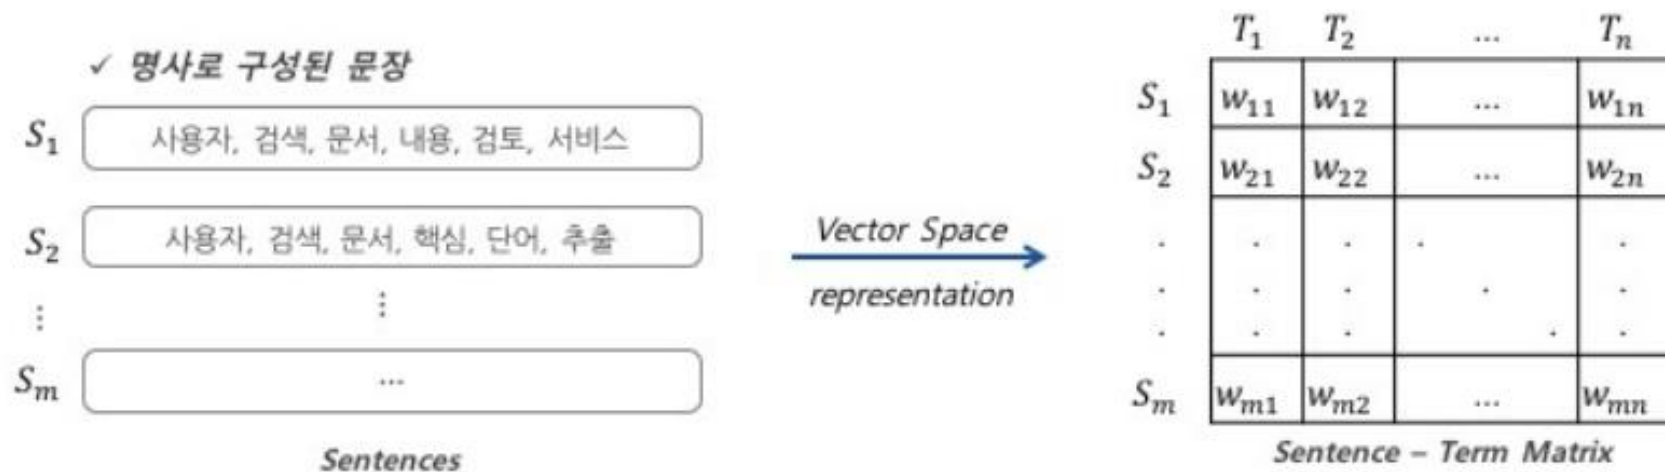 ✓ 명사로 구성된 문장
S₁ 사용자, 검색, 문서, 내용, 검토, 서비스
S₂ 사용자, 검색, 문서, 핵심, 단어, 추출
⋮ ⋮
Sₘ ...
Sentences
Vector Space
representation
T₁ T₂ ... Tₙ
S₁ w₁₁ w₁₂ ... w₁ₙ
S₂ w₂₁ w₂₂ ... w₂ₙ
. . . . .
. . . . .
. . . . .
Sₘ wₘ₁ wₘ₂ ... wₘₙ
Sentence – Term Matrix